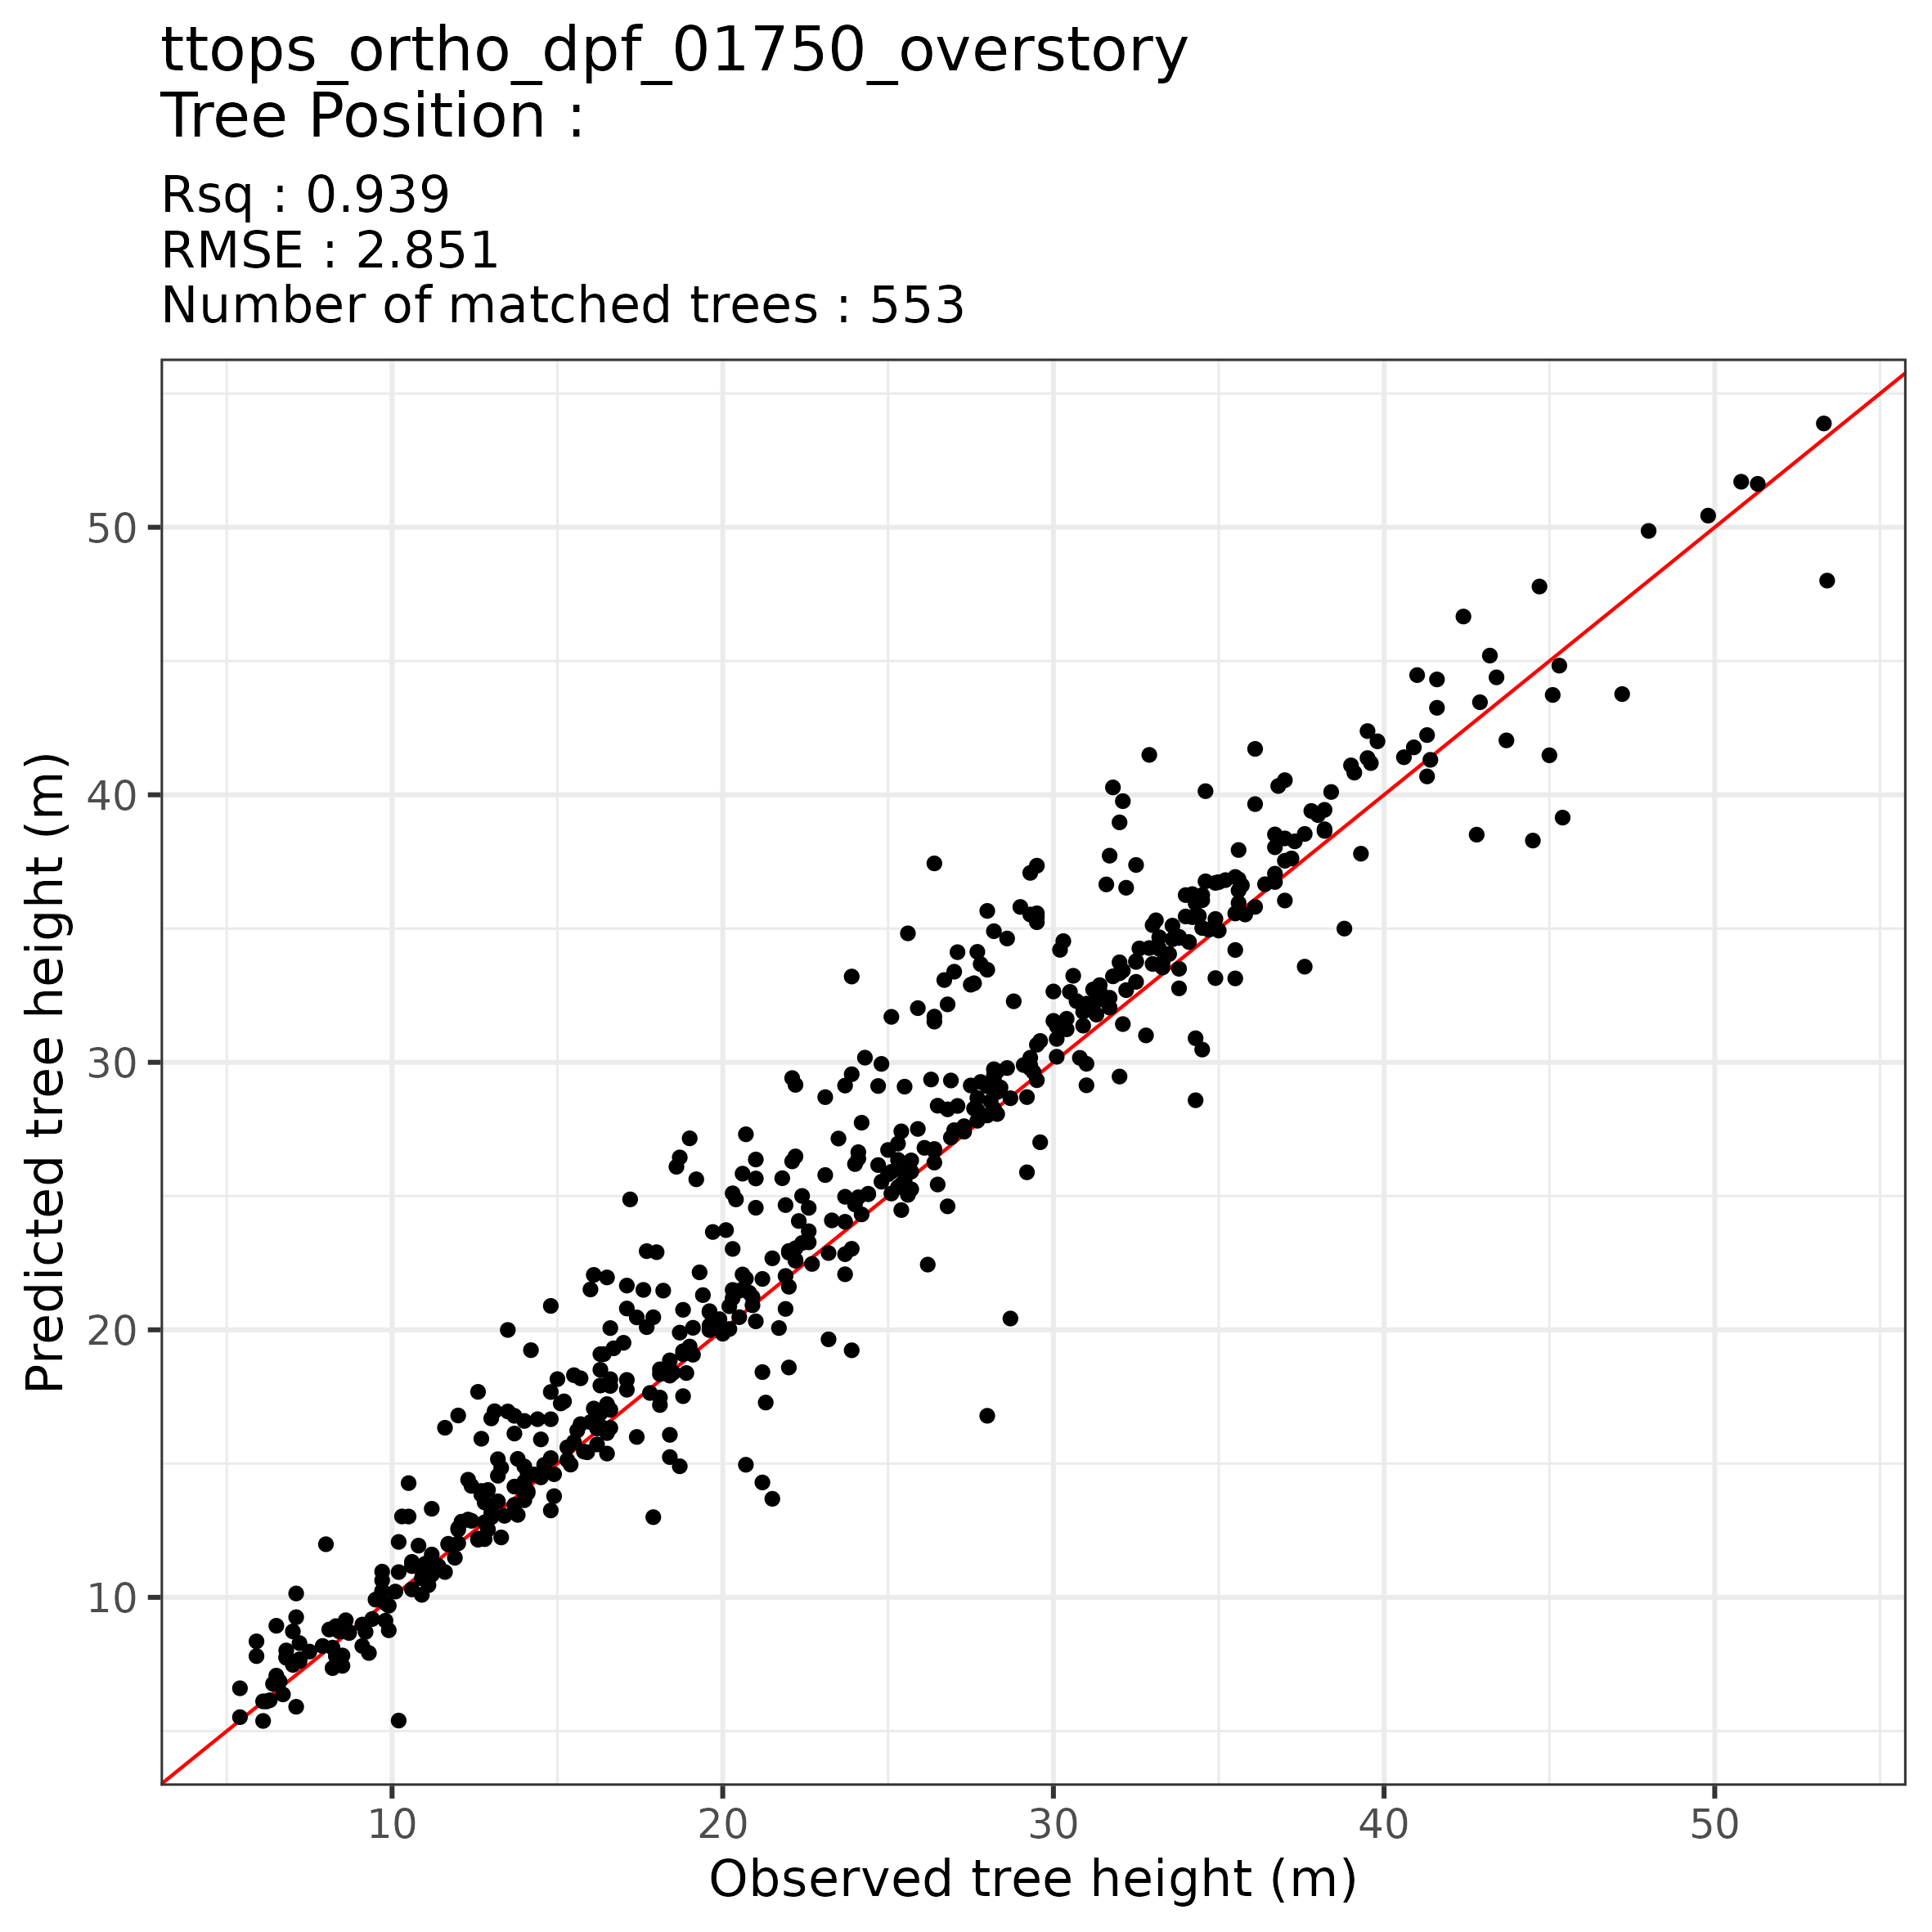 ttops_ortho_dpf_01750_overstory
Tree Position :
Rsq : 0.939
RMSE : 2.851
Number of matched trees : 553
50
40
30
20
10
Predicted tree height (m)
10 20 30 40 50
Observed tree height (m)